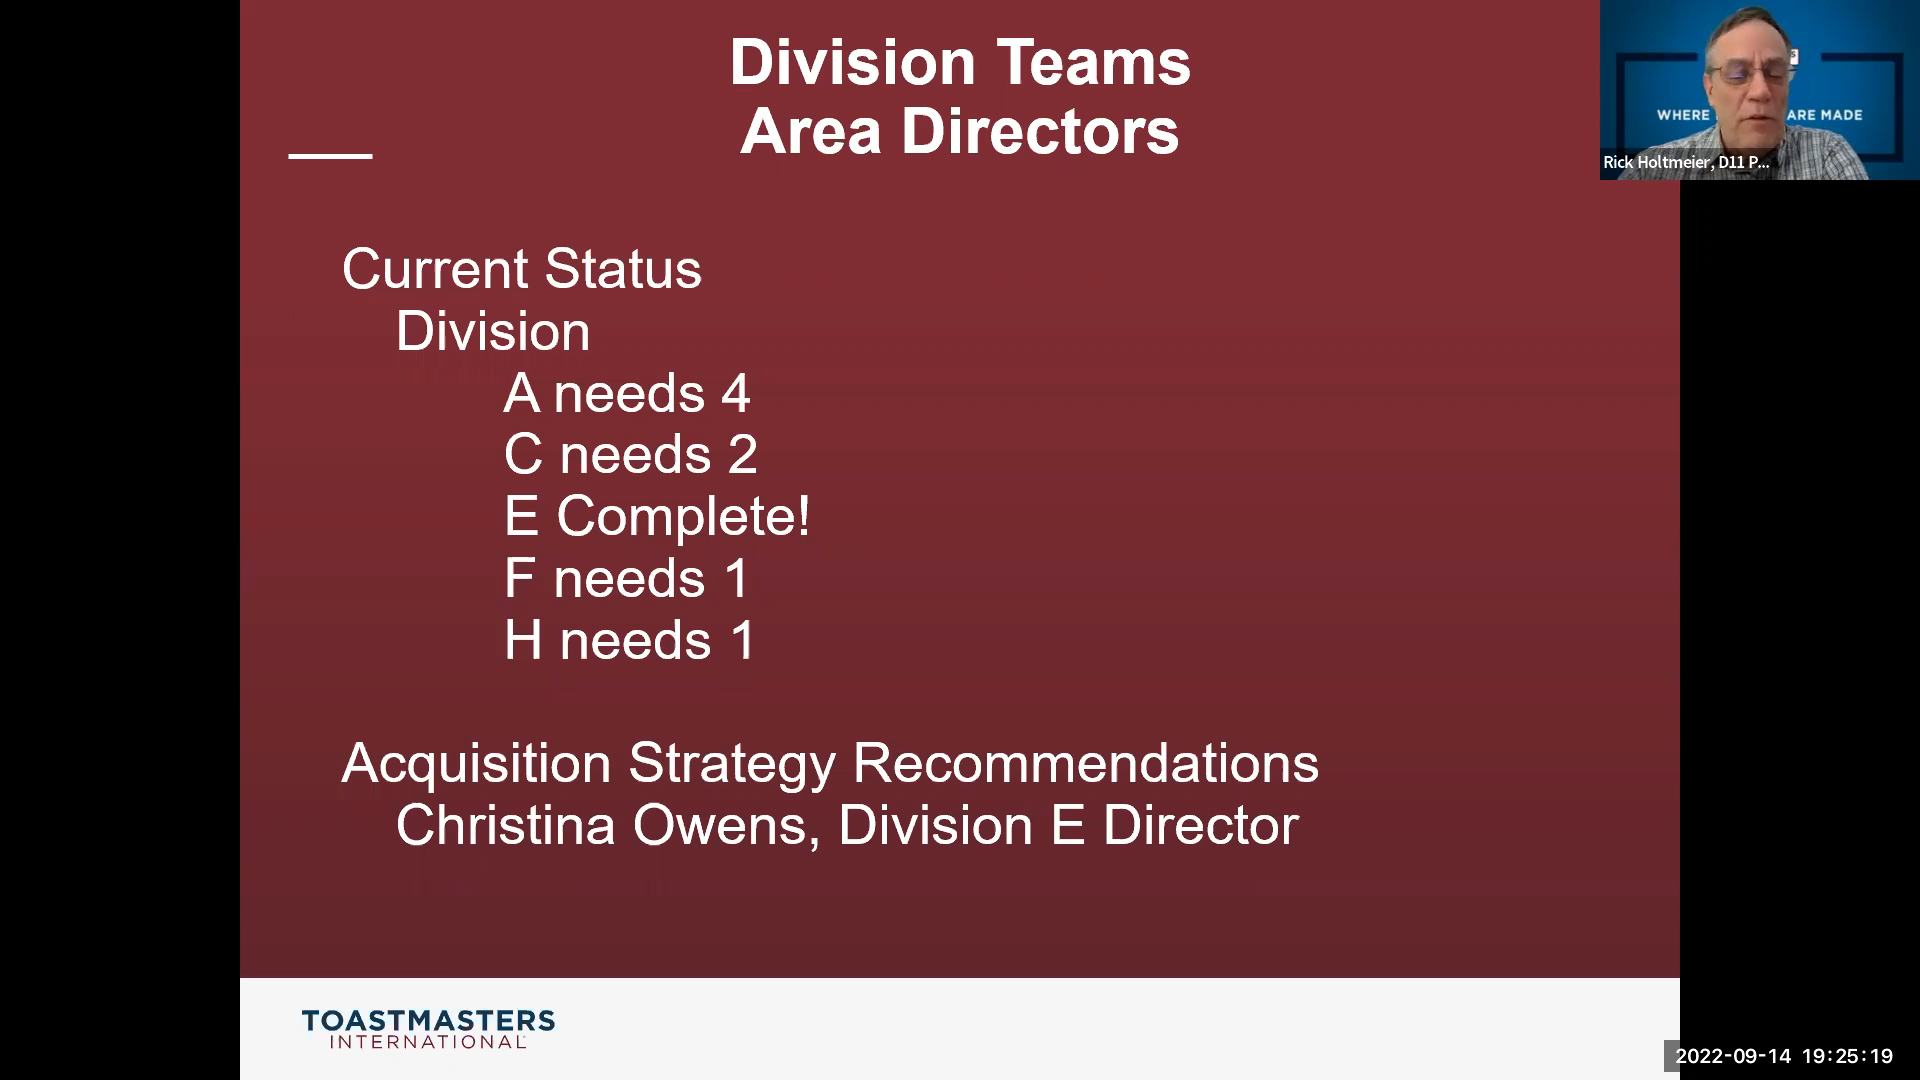 Division Teams
Area Directors
Current Status
Division
A needs 4
C needs 2
E Complete!
F needs 1
H needs 1
Acquisition Strategy Recommendations
Christina Owens, Division E Director
TOASTMASTERS
INTERNATIONAL
WHERE ARE MADE
Rick Holtmeier, D11 P...
2022-09-14 19:25:19